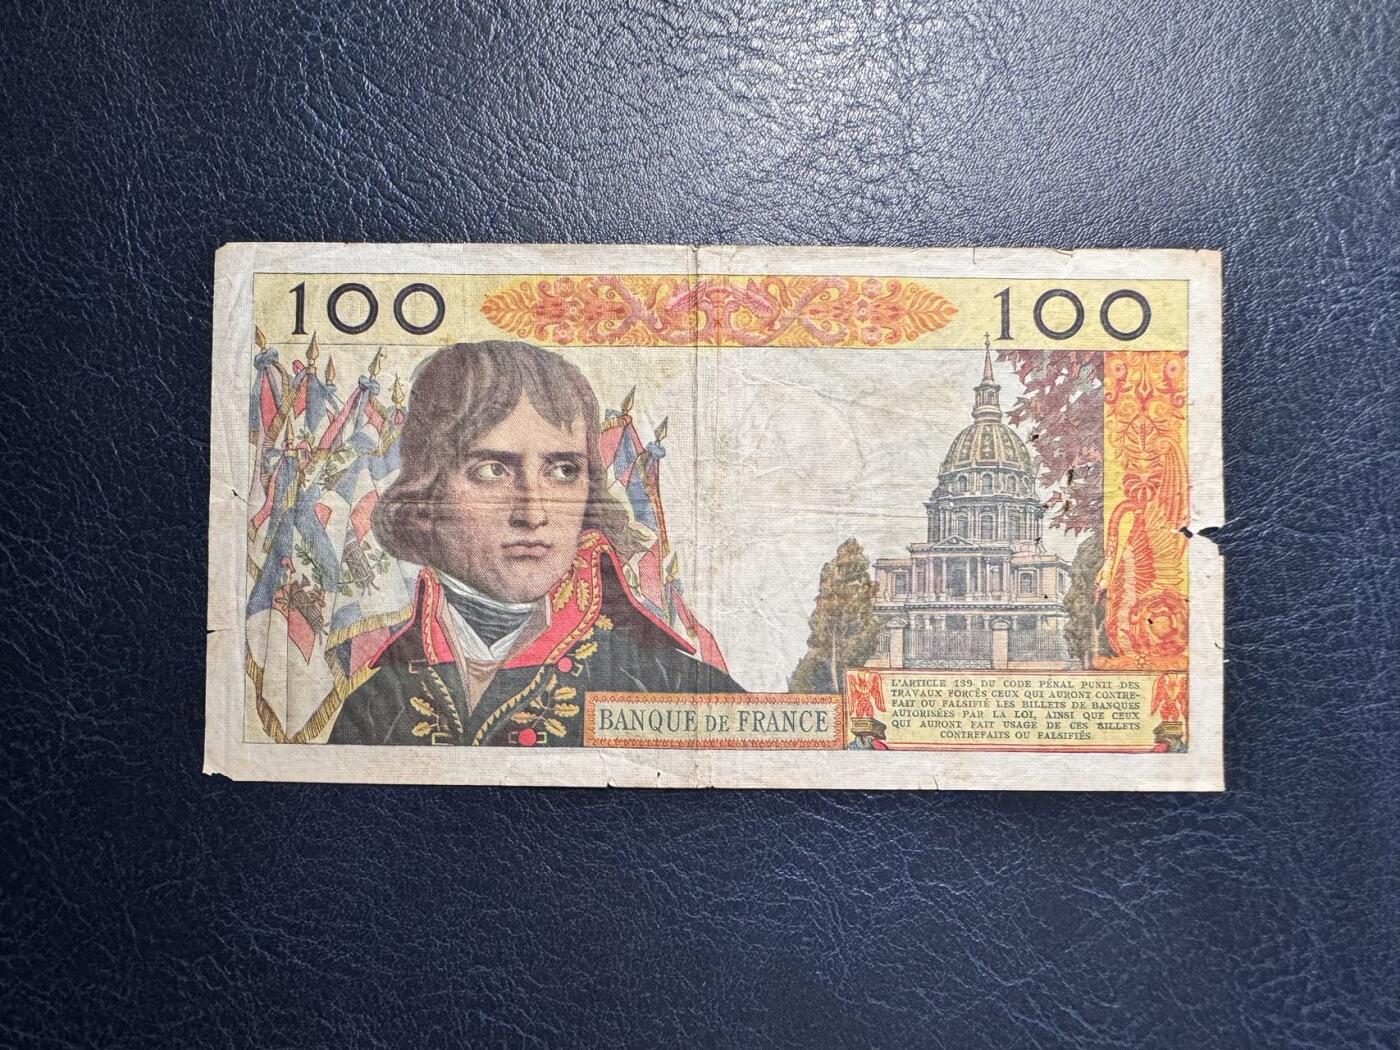 100
100
BANQUE DE FRANCE
L'ARTICLE 139 DU CODE PÉNAL PUNIT DES
TRAVAUX FORCÉS CEUX QUI AURONT CONTRE-
FAIT OU FALSIFIÉ LES BILLETS DE BANQUES
AUTORISÉES PAR LA LOI, AINSI QUE CEUX
QUI AURONT FAIT USAGE DE CES BILLETS
CONTREFAITS OU FALSIFIÉS